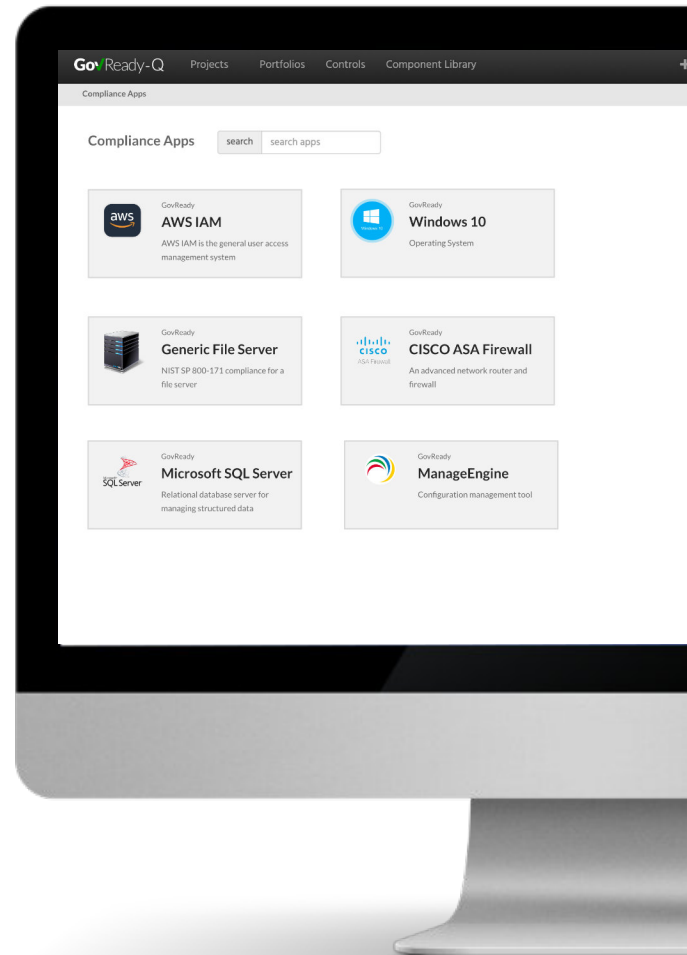 GovReady-Q Projects Portfolios Controls Component Library
Compliance Apps
Compliance Apps search search apps
aws
GovReady
AWS IAM
AWS IAM is the general user access
management system
Windows 10
GovReady
Windows 10
Operating System
GovReady
Generic File Server
NIST SP 800-171 compliance for a
file server
CISCO
ASA Firewall
GovReady
CISCO ASA Firewall
An advanced network router and
firewall
SQL Server
GovReady
Microsoft SQL Server
Relational database server for
managing structured data
GovReady
ManageEngine
Configuration management tool